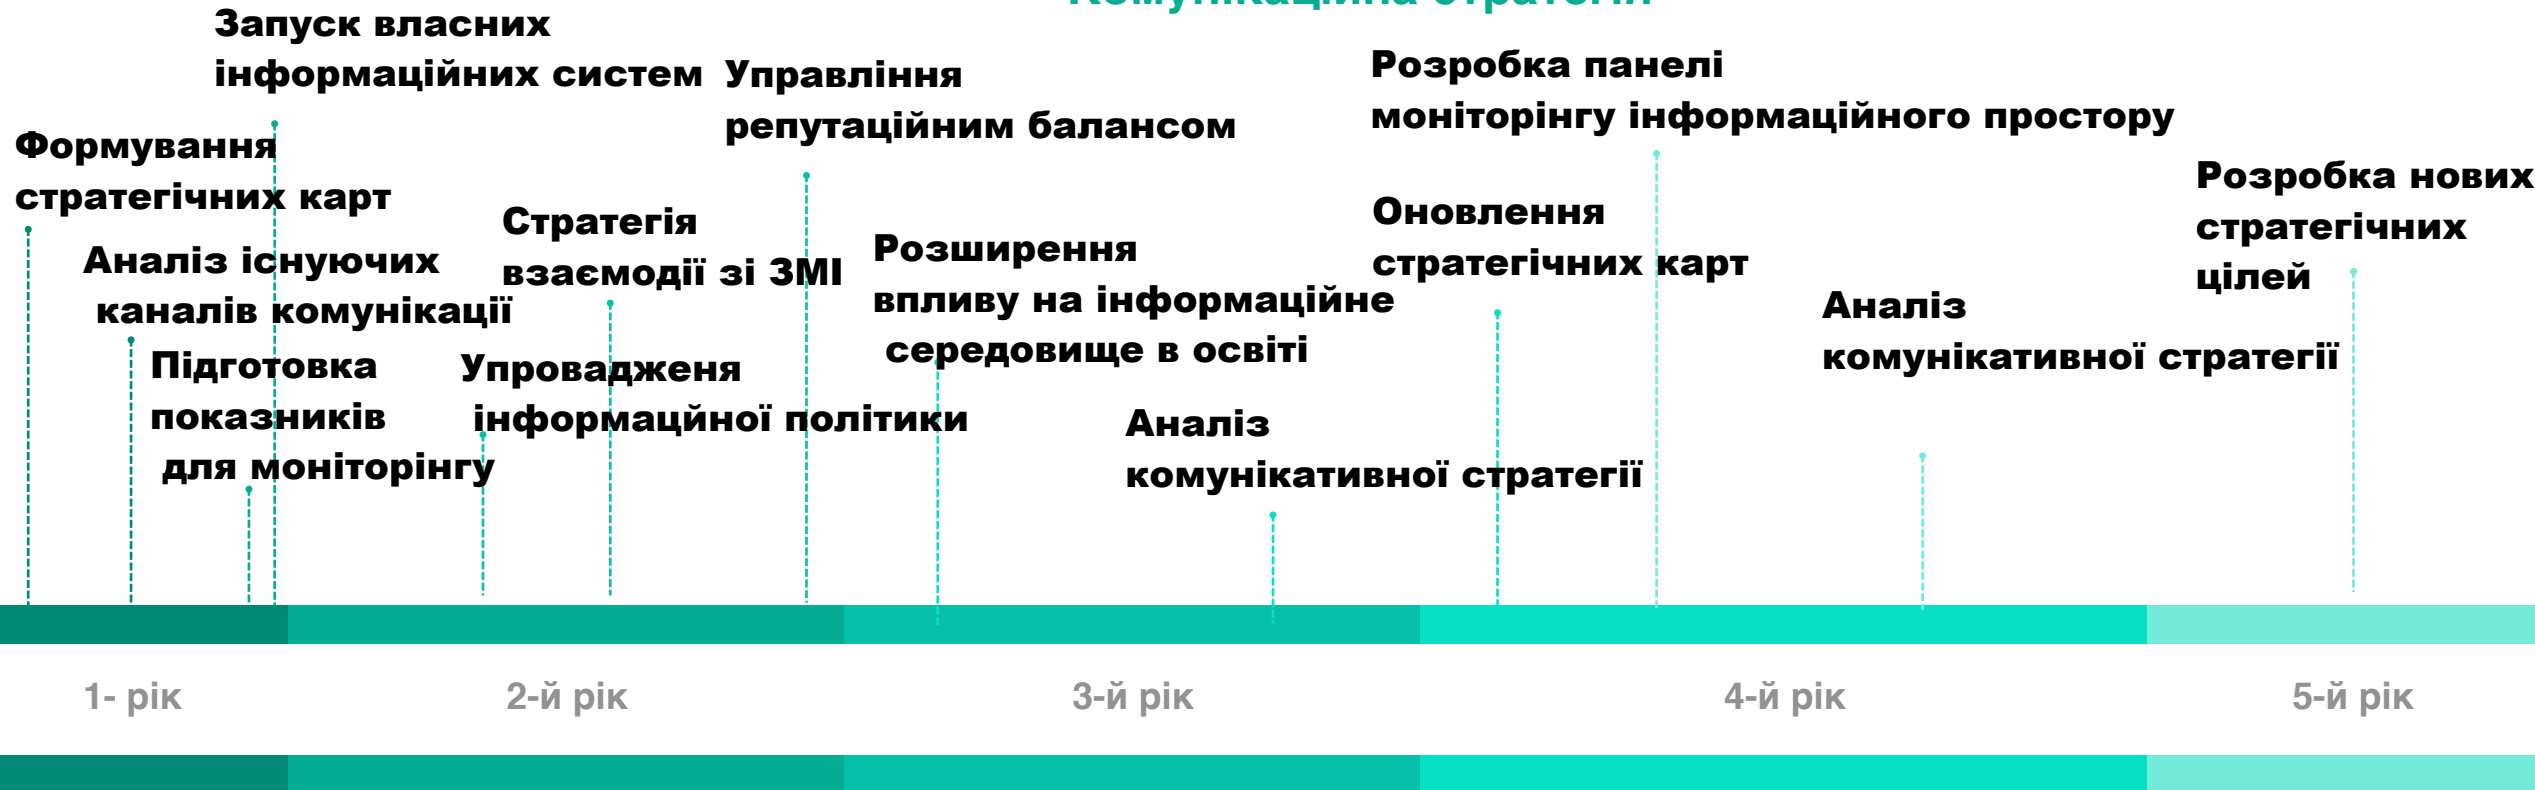 Комунікаційна стратегія
Запуск власних
інформаційних систем
Управління
репутаційним балансом
Розробка панелі
моніторінгу інформаційного простору
Формування
стратегічних карт
Розробка нових
стратегічних
цілей
Стратегія
взаємодії зі ЗМІ
Оновлення
стратегічних карт
Аналіз існуючих
каналів комунікації
Розширення
впливу на інформаційне
середовище в освіті
Аналіз
комунікативної стратегії
Підготовка
показників
для моніторінгу
Упровадженя
інформацйної політики
Аналіз
комунікативної стратегії
1- рік
2-й рік
3-й рік
4-й рік
5-й рік